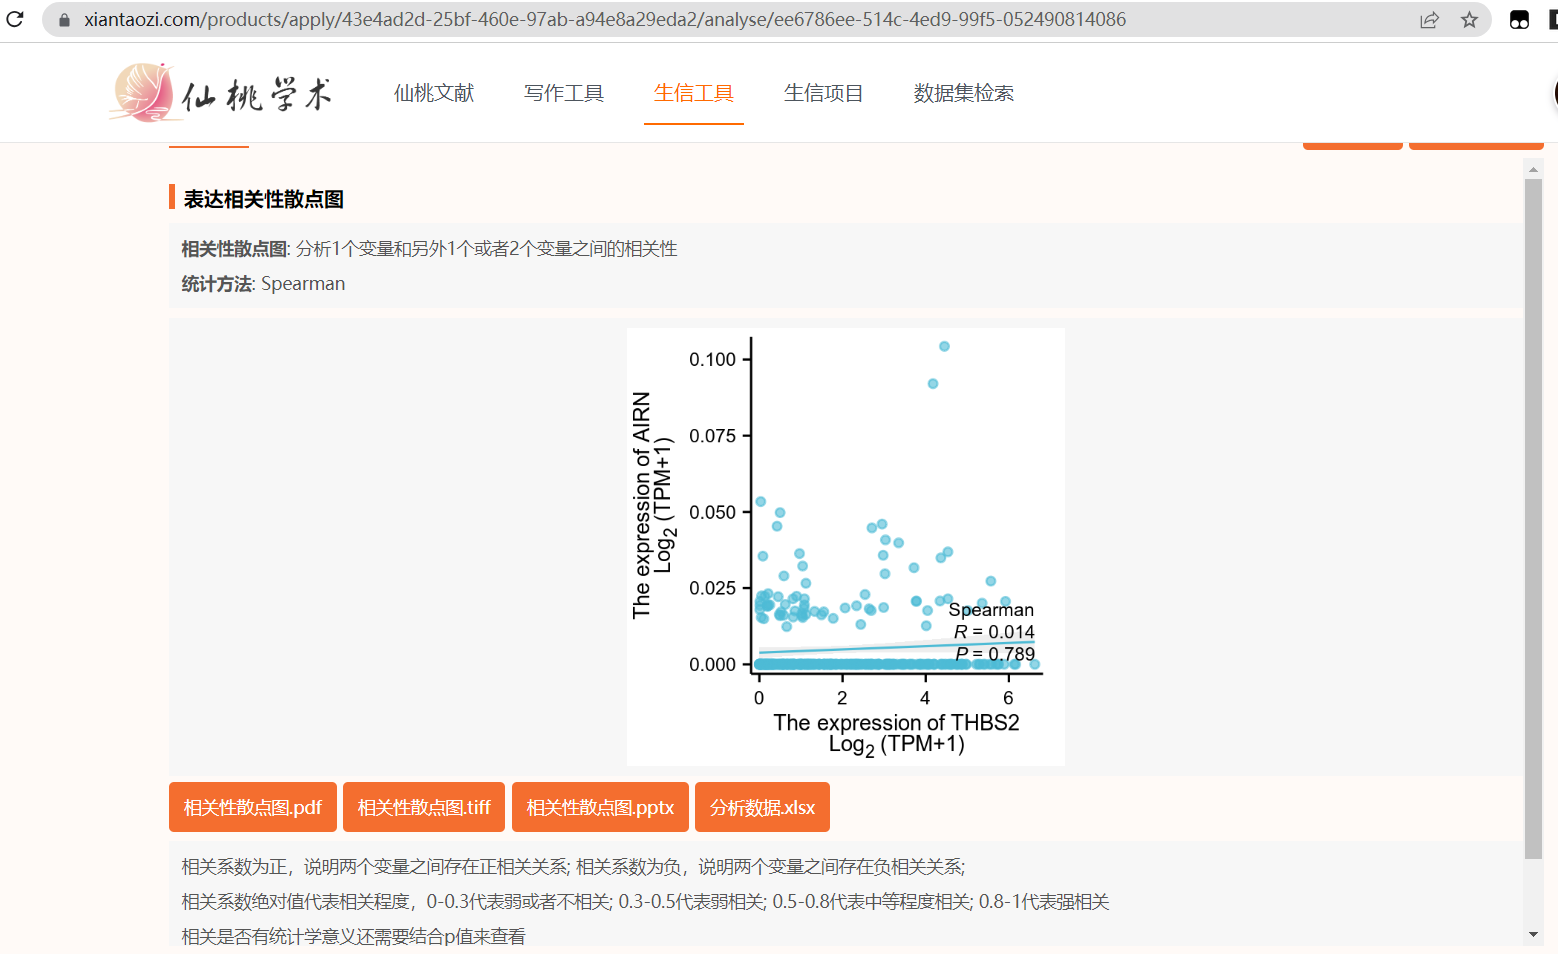 xiantaozi.com/products/apply/43e4ad2d-25bf-460e-97ab-a94e8a29eda2/analyse/ee6786ee-514c-4ed9-99f5-052490814086
仙桃学术 仙桃文献 写作工具 生信工具 生信项目 数据集检索
表达相关性散点图
相关性散点图: 分析1个变量和另外1个或者2个变量之间的相关性
统计方法: Spearman
The expression of AIRN
Log2 (TPM+1)
0.100
0.075
0.050
0.025
0.000
Spearman
R = 0.014
P = 0.789
0 2 4 6
The expression of THBS2
Log2 (TPM+1)
相关性散点图.pdf 相关性散点图.tiff 相关性散点图.pptx 分析数据.xlsx
相关系数为正，说明两个变量之间存在正相关关系; 相关系数为负，说明两个变量之间存在负相关关系;
相关系数绝对值代表相关程度，0-0.3代表弱或者不相关; 0.3-0.5代表弱相关; 0.5-0.8代表中等程度相关; 0.8-1代表强相关
相关是否有统计学意义还需要结合p值来查看